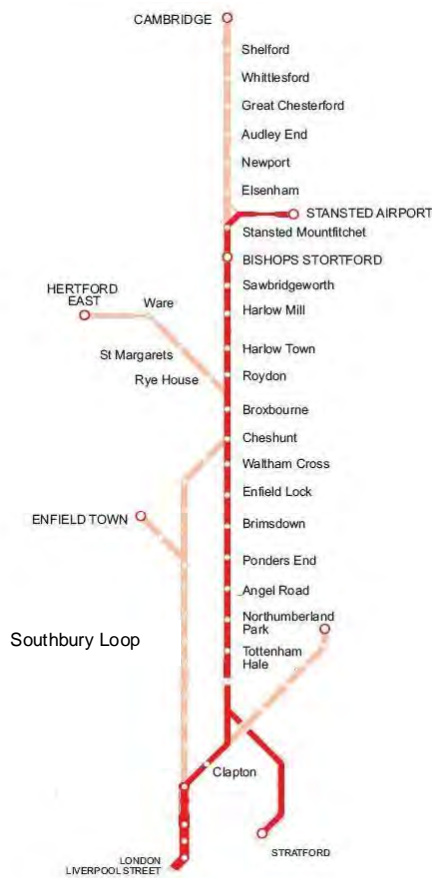 CAMBRIDGE
Shelford
Whittlesford
Great Chesterford
Audley End
Newport
Elsenham
STANSTED AIRPORT
Stansted Mountfitchet
BISHOPS STORTFORD
Sawbridgeworth
HERTFORD
EAST
Ware
Harlow Mill
St Margarets
Harlow Town
Rye House
Roydon
Broxbourne
Cheshunt
Waltham Cross
Enfield Lock
ENFIELD TOWN
Brimsdown
Ponders End
Angel Road
Northumberland
Park
Southbury Loop
Tottenham
Hale
Clapton
LONDON
LIVERPOOL STREET
STRATFORD